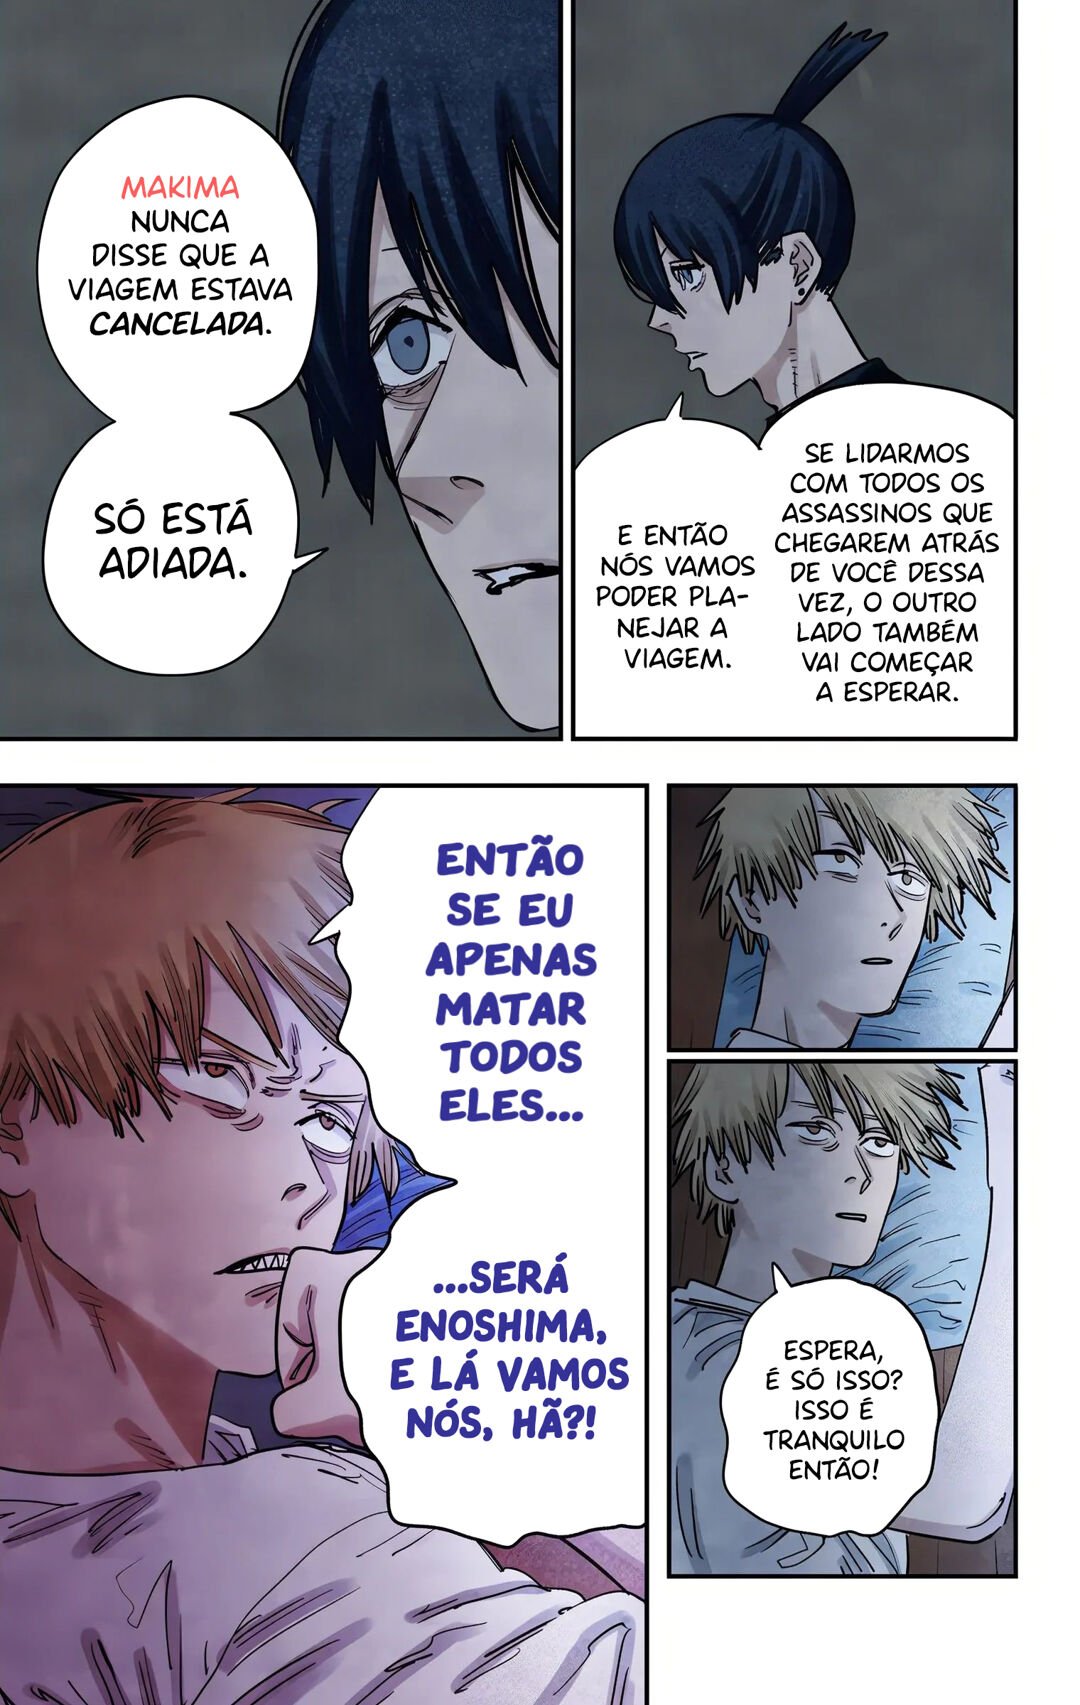 SE LIDARMOS
COM TODOS OS
ASSASSINOS QUE
CHEGAREM ATRÁS
DE VOCÊ DESSA
VEZ, O OUTRO
LADO TAMBÉM
VAI COMEÇAR
A ESPERAR.
E ENTÃO
NÓS VAMOS
PODER PLA-
NEJAR A
VIAGEM.
MAKIMA
NUNCA
DISSE QUE A
VIAGEM ESTAVA
CANCELADA.
SÓ ESTÁ
ADIADA.
ESPERA,
É SÓ ISSO?
ISSO É
TRANQUILO
ENTÃO!
ENTÃO
SE EU
APENAS
MATAR
TODOS
ELES...
...SERÁ
ENOSHIMA,
E LÁ VAMOS
NÓS, HÃ?!